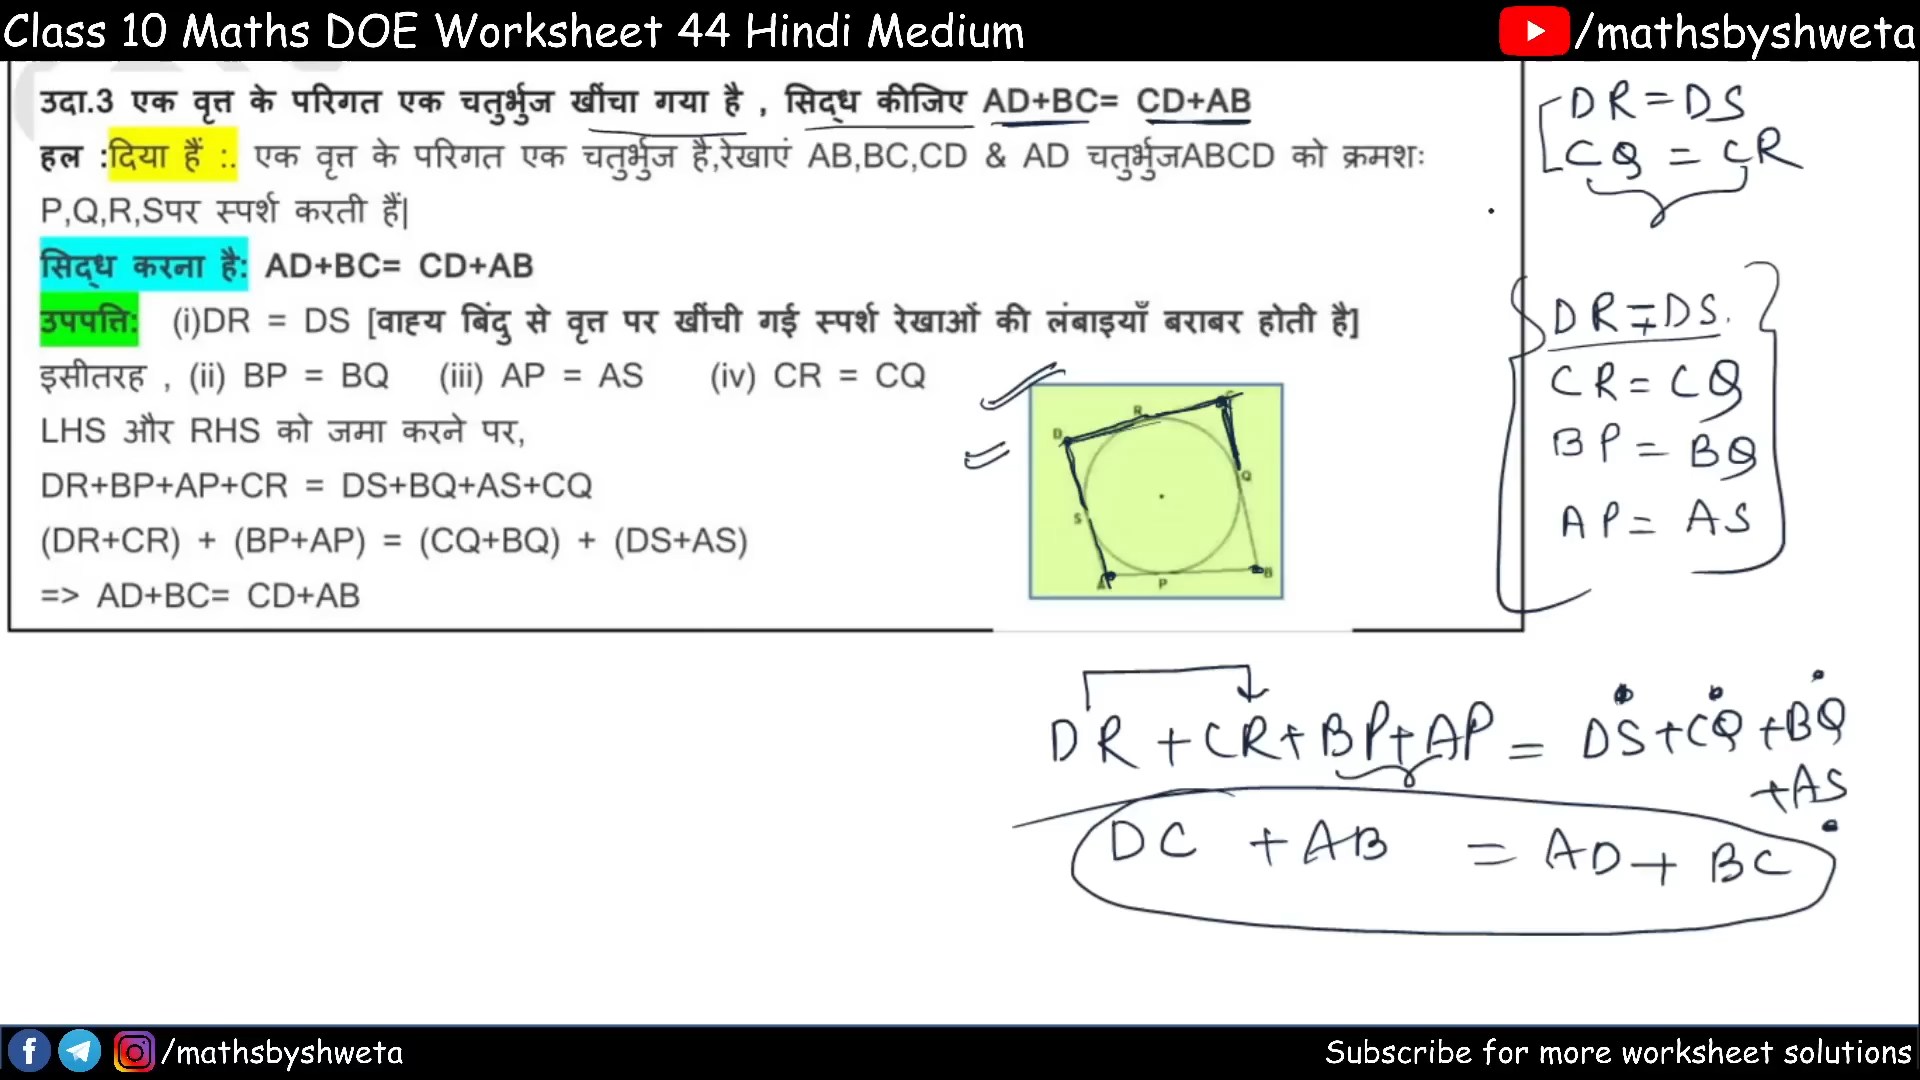 Class 10 Maths DOE Worksheet 44 Hindi Medium
/mathsbyshweta
उदा.3 एक वृत्त के परिगत एक चतुर्भुज खींचा गया है , सिद्ध कीजिए AD+BC= CD+AB
हल :दिया हैं :. एक वृत्त के परिगत एक चतुर्भुज है,रेखाएं AB,BC,CD & AD चतुर्भुजABCD को क्रमशः
P,Q,R,Sपर स्पर्श करती हैं|
सिद्ध करना है: AD+BC= CD+AB
उपपत्ति: (i)DR = DS [वाह्य बिंदु से वृत्त पर खींची गई स्पर्श रेखाओं की लंबाइयाँ बराबर होती है]
इसीतरह , (ii) BP = BQ (iii) AP = AS (iv) CR = CQ
LHS और RHS को जमा करने पर,
DR+BP+AP+CR = DS+BQ+AS+CQ
(DR+CR) + (BP+AP) = (CQ+BQ) + (DS+AS)
=> AD+BC= CD+AB
D
R
C
Q
S
A
P
B
DR=DS
CQ = CR
DR=DS.
CR= CQ
BP= BQ
AP= AS
DR+CR+BP+AP = DS+CQ+BQ
+AS
DC +AB = AD+ BC
/mathsbyshweta
Subscribe for more worksheet solutions